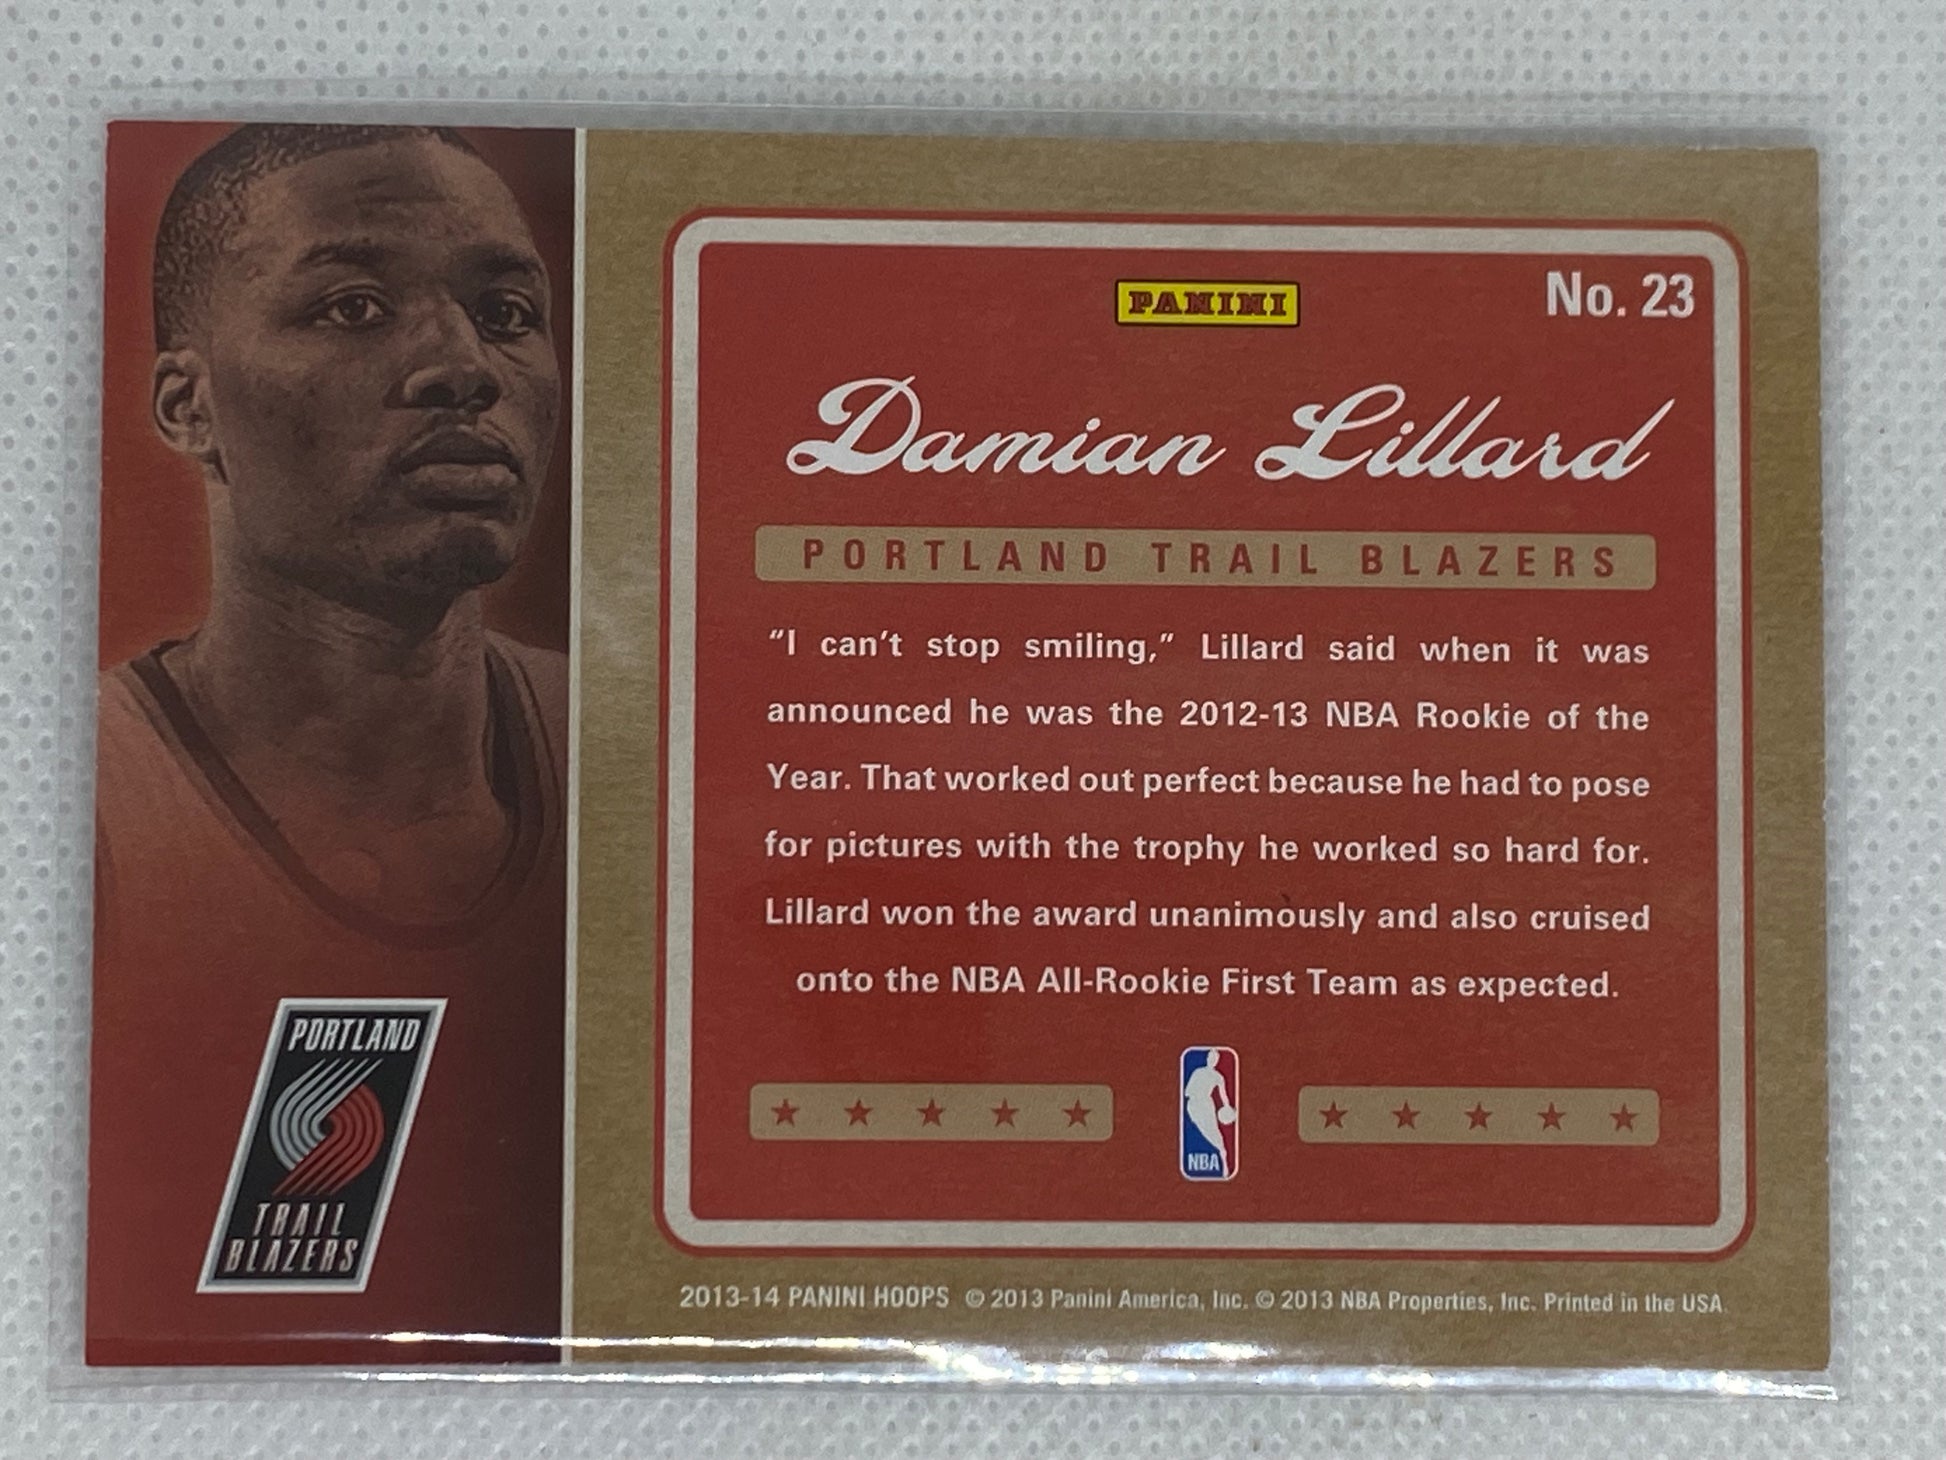 PANINI
No. 23
Damian Lillard
PORTLAND TRAIL BLAZERS
“I can’t stop smiling,” Lillard said when it was
announced he was the 2012-13 NBA Rookie of the
Year. That worked out perfect because he had to pose
for pictures with the trophy he worked so hard for.
Lillard won the award unanimously and also cruised
onto the NBA All-Rookie First Team as expected.
NBA
PORTLAND
TRAIL
BLAZERS
2013-14 PANINI HOOPS © 2013 Panini America, Inc. © 2013 NBA Properties, Inc. Printed in the USA.